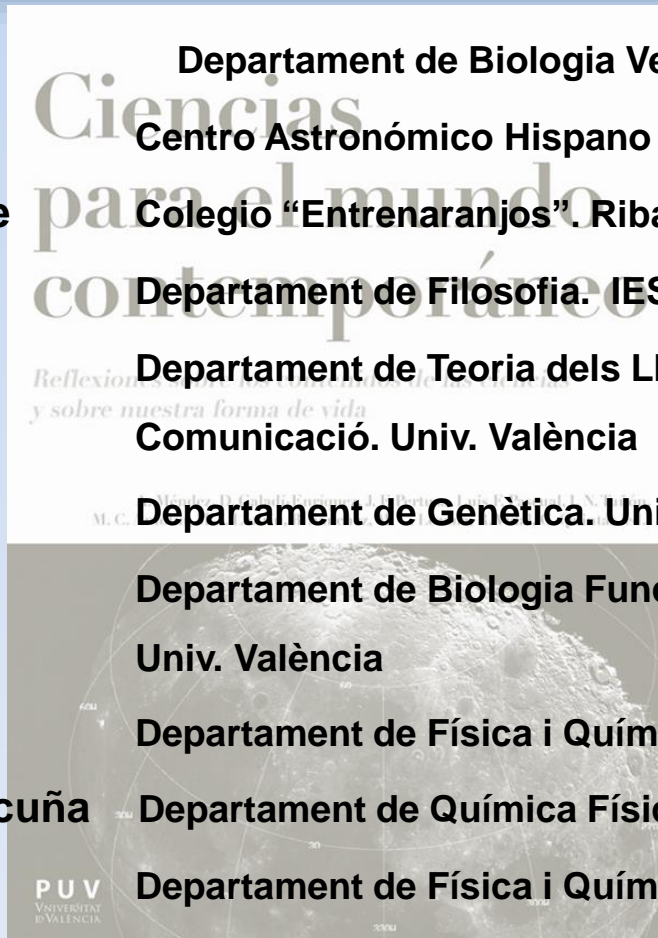 Departament de Biologia Ve
Ciencias
Centro Astronómico Hispano
e
para el mundo
Colegio “Entrenaranjos”. Riba
contemporáneo
Departament de Filosofia. IES
Departament de Teoria dels Ll
Reflexiones sobre los contenidos de las ciencias
y sobre nuestra forma de vida
Comunicació. Univ. València
M. C.
Departament de Genètica. Uni
Departament de Biologia Func
Univ. València
Departament de Física i Quím
cuña Departament de Química Físic
Departament de Física i Quím
PUV
VNIVERSITAT
D VALÈNCIA